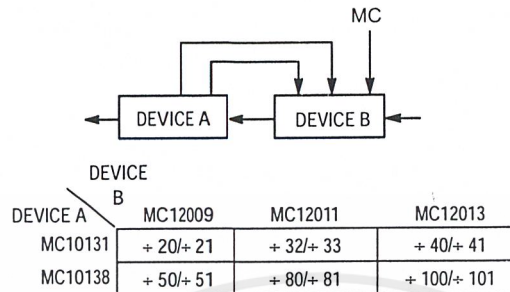 MC
DEVICE A DEVICE B
DEVICE
B
DEVICE A MC12009 MC12011 MC12013
MC10131 ÷ 20/÷ 21 ÷ 32/÷ 33 ÷ 40/÷ 41
MC10138 ÷ 50/÷ 51 ÷ 80/÷ 81 ÷ 100/÷ 101